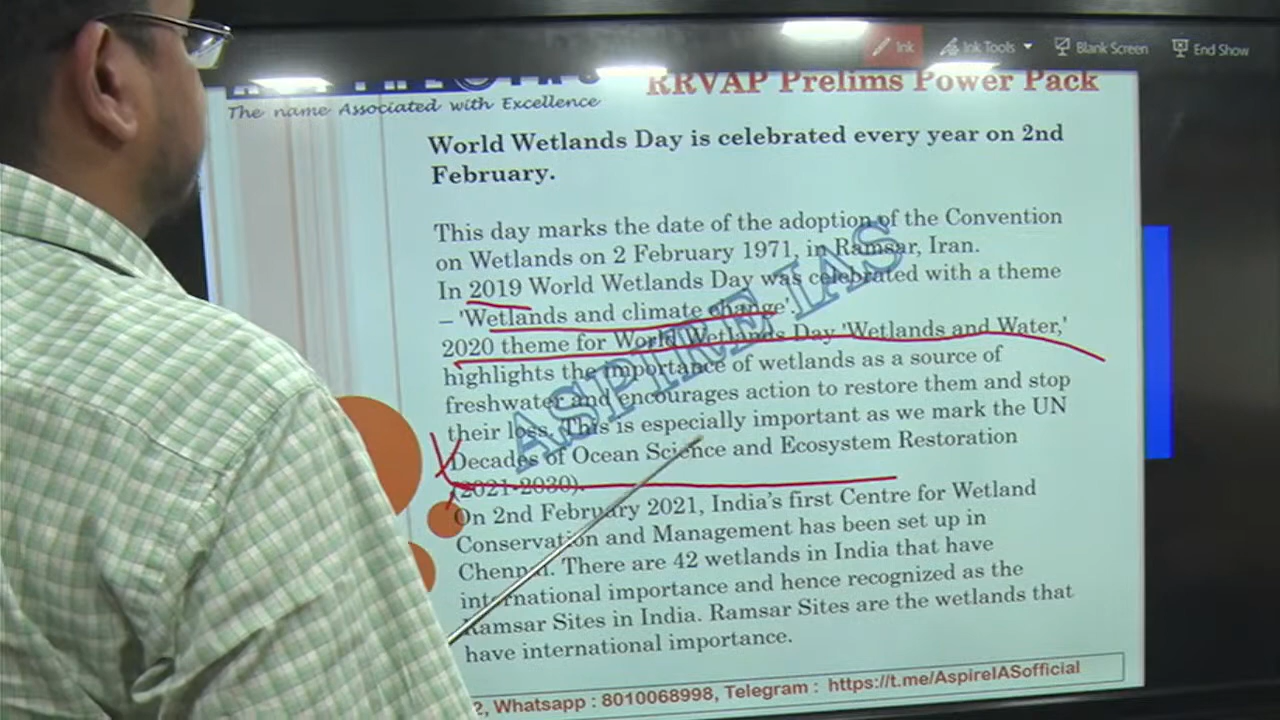 Ink
Ink Tools
Blank Screen
End Show
RRVAP Prelims Power Pack
The name Associated with Excellence
World Wetlands Day is celebrated every year on 2nd
February.
This day marks the date of the adoption of the Convention
on Wetlands on 2 February 1971, in Ramsar, Iran.
In 2019 World Wetlands Day was celebrated with a theme
– 'Wetlands and climate change'.
2020 theme for World Wetlands Day 'Wetlands and Water,'
highlights the importance of wetlands as a source of
freshwater and encourages action to restore them and stop
their loss. This is especially important as we mark the UN
Decades of Ocean Science and Ecosystem Restoration
(2021-2030).
On 2nd February 2021, India's first Centre for Wetland
Conservation and Management has been set up in
Chennai. There are 42 wetlands in India that have
international importance and hence recognized as the
Ramsar Sites in India. Ramsar Sites are the wetlands that
have international importance.
ASPIRE IAS
2, Whatsapp : 8010068998, Telegram : https://t.me/AspireIASofficial